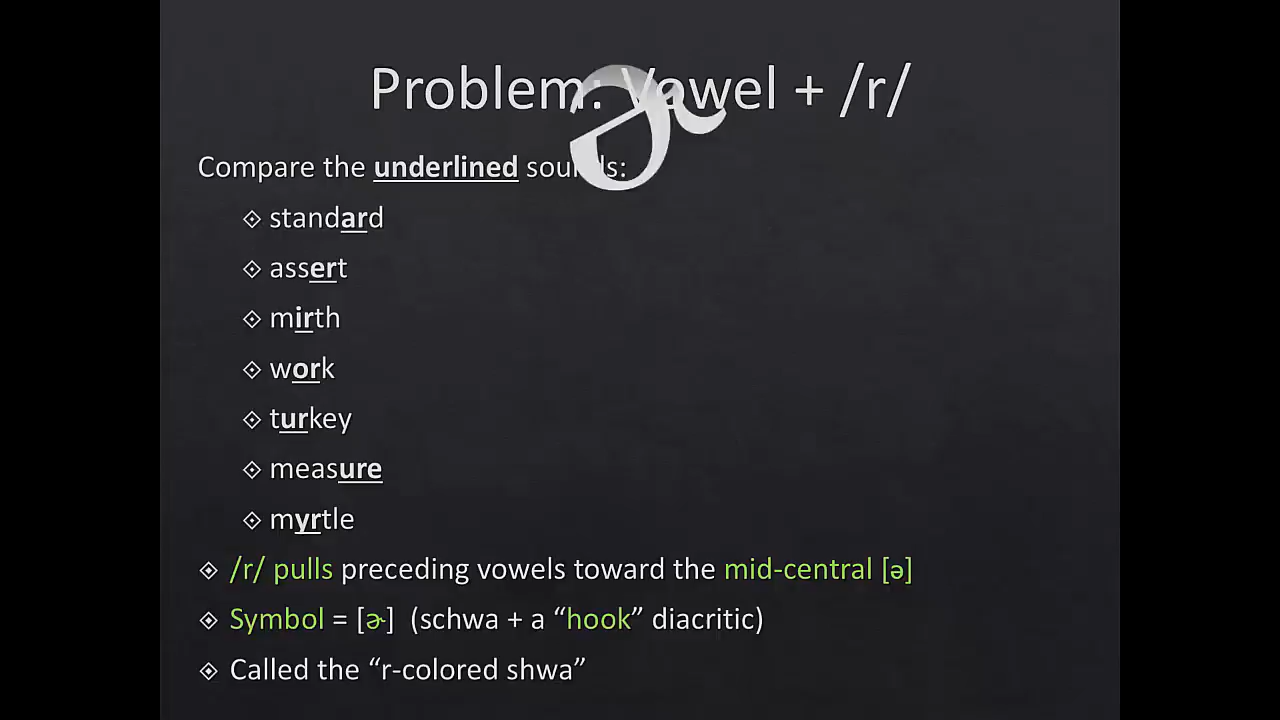 Problem: Vowel + /r/
ɚ
Compare the underlined sounds:
standard
assert
mirth
work
turkey
measure
myrtle
/r/ pulls preceding vowels toward the mid-central [ə]
Symbol = [ɚ] (schwa + a “hook” diacritic)
Called the “r-colored shwa”